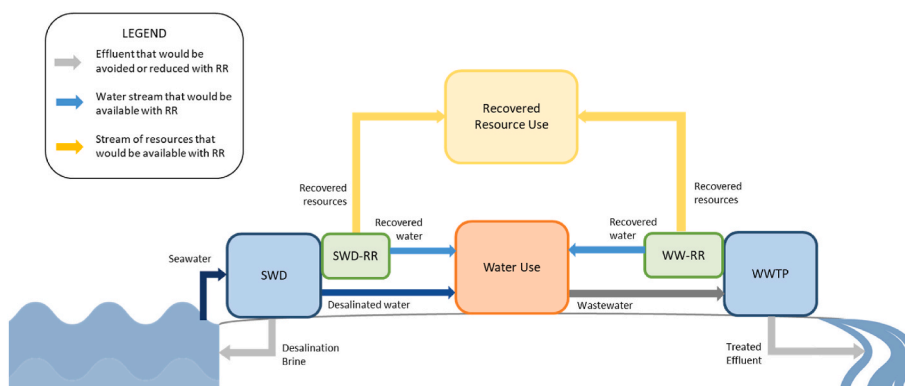 LEGEND
Effluent that would be
avoided or reduced with RR
Water stream that would be
available with RR
Stream of resources that
would be available with RR
Recovered
Resource Use
Recovered
resources
Recovered
resources
Recovered
water
Recovered
water
Seawater
SWD
SWD-RR
Water Use
WW-RR
WWTP
Desalinated water
Wastewater
Desalination
Brine
Treated
Effluent